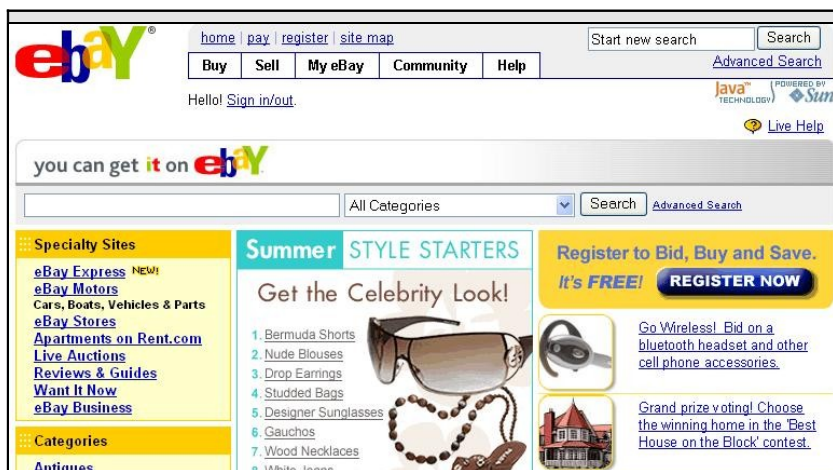 ebaY®
home | pay | register | site map
Start new search Search
Buy Sell My eBay Community Help
Advanced Search
Hello! Sign in/out.
Java™ TECHNOLOGY POWERED BY Sun
Live Help
you can get it on ebaY
All Categories Search Advanced Search
Specialty Sites
eBay Express NEW!
eBay Motors
Cars, Boats, Vehicles & Parts
eBay Stores
Apartments on Rent.com
Live Auctions
Reviews & Guides
Want It Now
eBay Business
Categories
Antiques
Summer STYLE STARTERS
Get the Celebrity Look!
1. Bermuda Shorts
2. Nude Blouses
3. Drop Earrings
4. Studded Bags
5. Designer Sunglasses
6. Gauchos
7. Wood Necklaces
8. White Jeans
Register to Bid, Buy and Save.
It's FREE! REGISTER NOW
Go Wireless! Bid on a
bluetooth headset and other
cell phone accessories.
Grand prize voting! Choose
the winning home in the 'Best
House on the Block' contest.